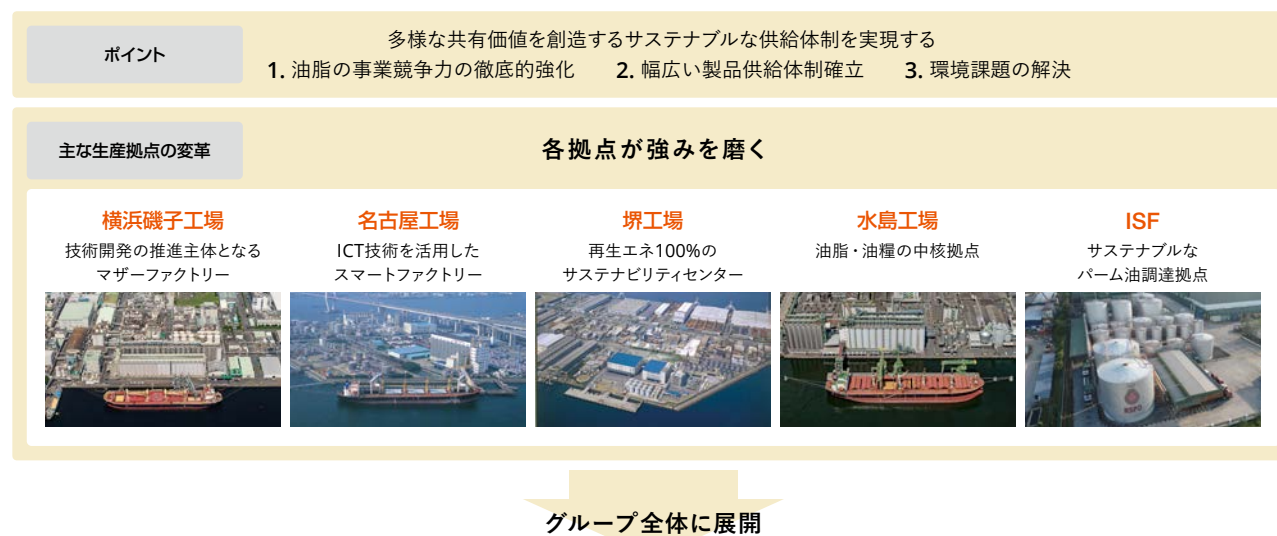 ポイント
多様な共有価値を創造するサステナブルな供給体制を実現する
1. 油脂の事業競争力の徹底的強化 2. 幅広い製品供給体制確立 3. 環境課題の解決
主な生産拠点の変革
各拠点が強みを磨く
横浜磯子工場
技術開発の推進主体となる
マザーファクトリー
名古屋工場
ICT技術を活用した
スマートファクトリー
堺工場
再生エネ100%の
サステナビリティセンター
水島工場
油脂・油糧の中核拠点
ISF
サステナブルな
パーム油調達拠点
RSPO
グループ全体に展開